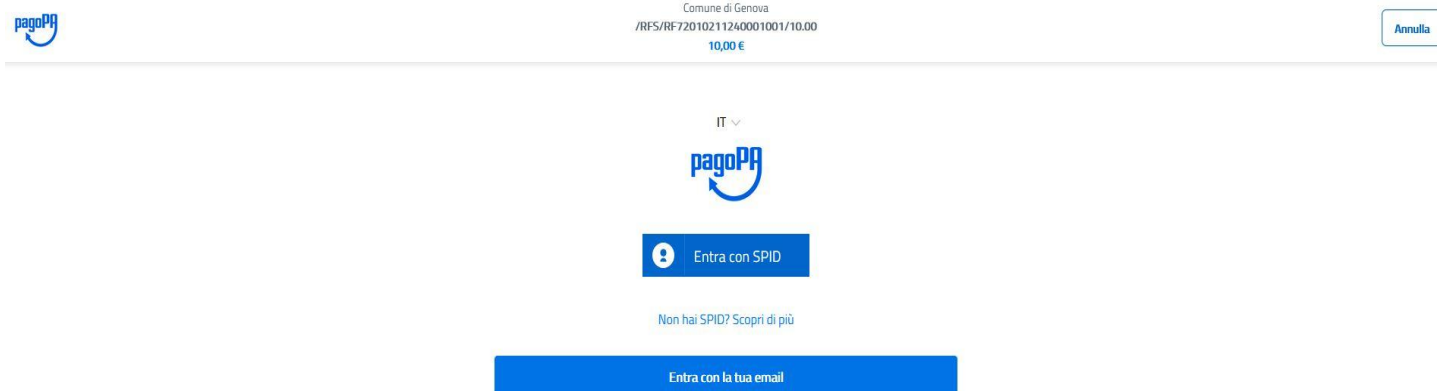 pagoPA
Comune di Genova
/RFS/RF72010211240001001/10.00
10,00 €
Annulla
IT
pagoPA
Entra con SPID
Non hai SPID? Scopri di più
Entra con la tua email